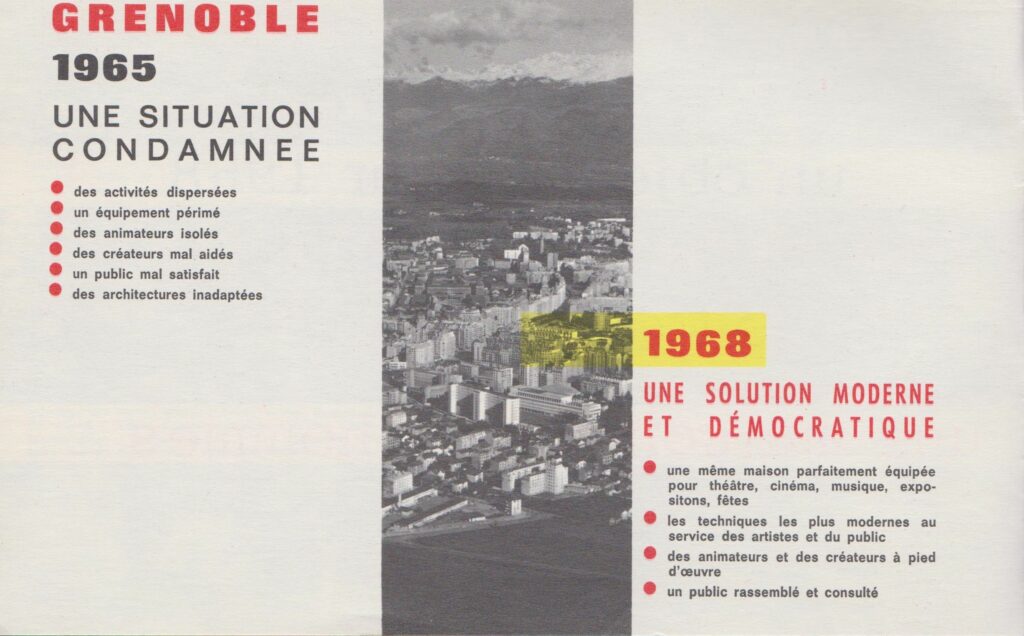 GRENOBLE
1965
UNE SITUATION
CONDAMNEE
des activités dispersées
un équipement périmé
des animateurs isolés
des créateurs mal aidés
un public mal satisfait
des architectures inadaptées
1968
UNE SOLUTION MODERNE
ET DÉMOCRATIQUE
une même maison parfaitement équipée
pour théâtre, cinéma, musique, expo-
sitons, fêtes
les techniques les plus modernes au
service des artistes et du public
des animateurs et des créateurs à pied
d'œuvre
un public rassemblé et consulté